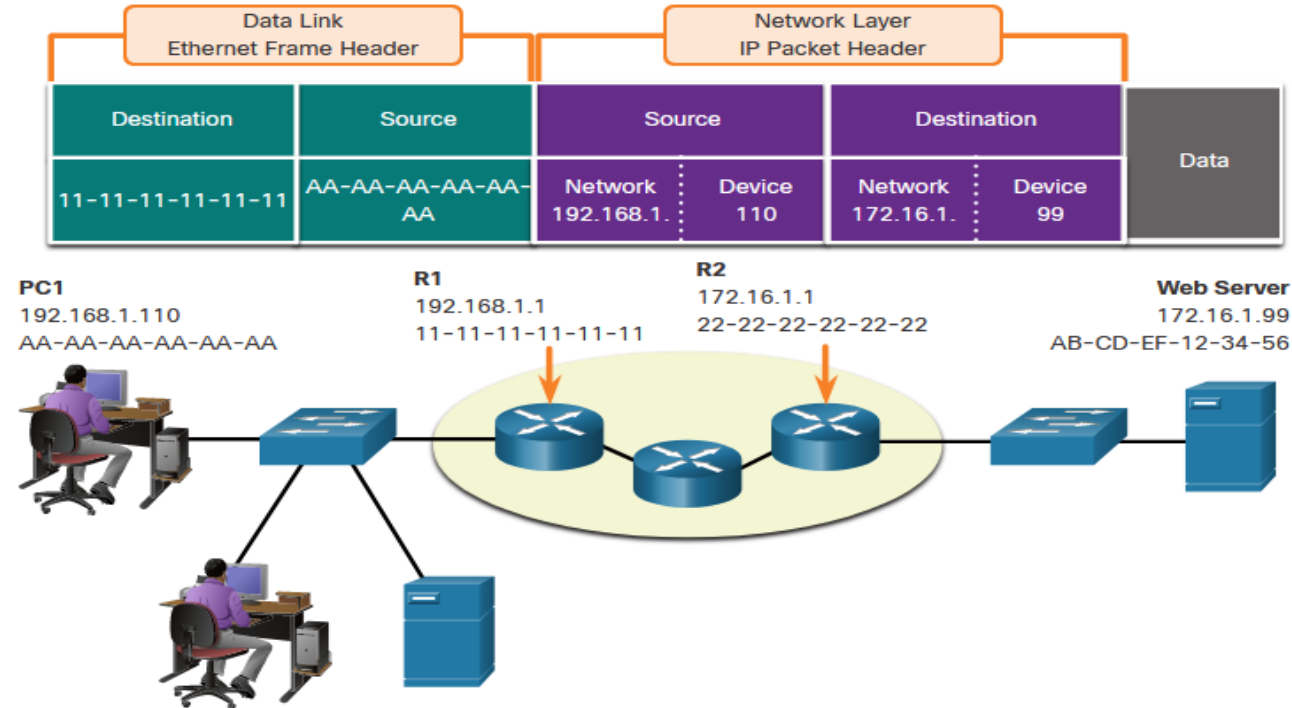 Data Link
Ethernet Frame Header
Network Layer
IP Packet Header
Destination
Source
Source
Destination
Data
11-11-11-11-11-11
AA-AA-AA-AA-AA-
AA
Network
192.168.1.
Device
110
Network
172.16.1.
Device
99
PC1
192.168.1.110
AA-AA-AA-AA-AA-AA
R1
192.168.1.1
11-11-11-11-11-11
R2
172.16.1.1
22-22-22-22-22-22
Web Server
172.16.1.99
AB-CD-EF-12-34-56